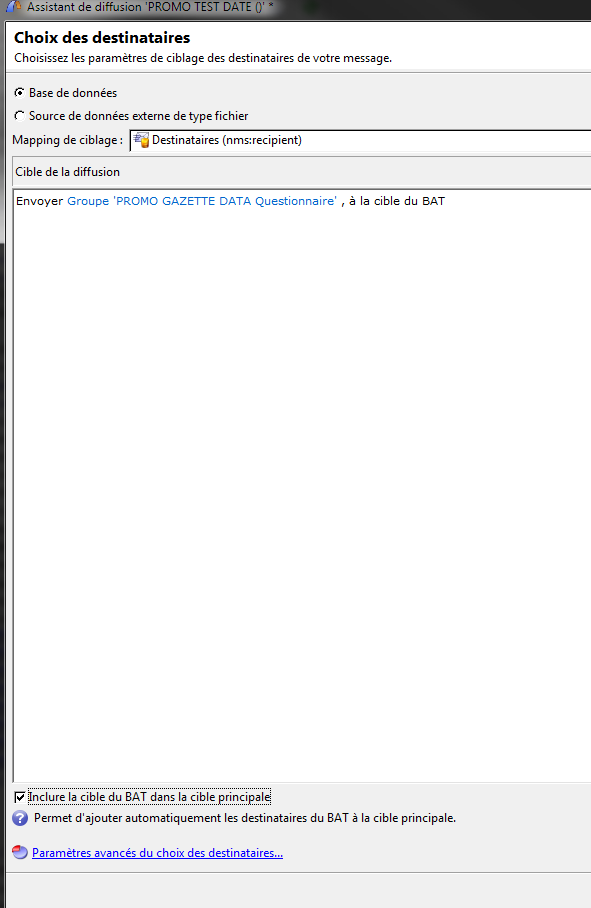 Assistant de diffusion 'PROMO TEST DATE ()' *
Choix des destinataires
Choisissez les paramètres de ciblage des destinataires de votre message.
Base de données
Source de données externe de type fichier
Mapping de ciblage : Destinataires (nms:recipient)
Cible de la diffusion
Envoyer Groupe 'PROMO GAZETTE DATA Questionnaire' , à la cible du BAT
Inclure la cible du BAT dans la cible principale
Permet d'ajouter automatiquement les destinataires du BAT à la cible principale.
Paramètres avancés du choix des destinataires...